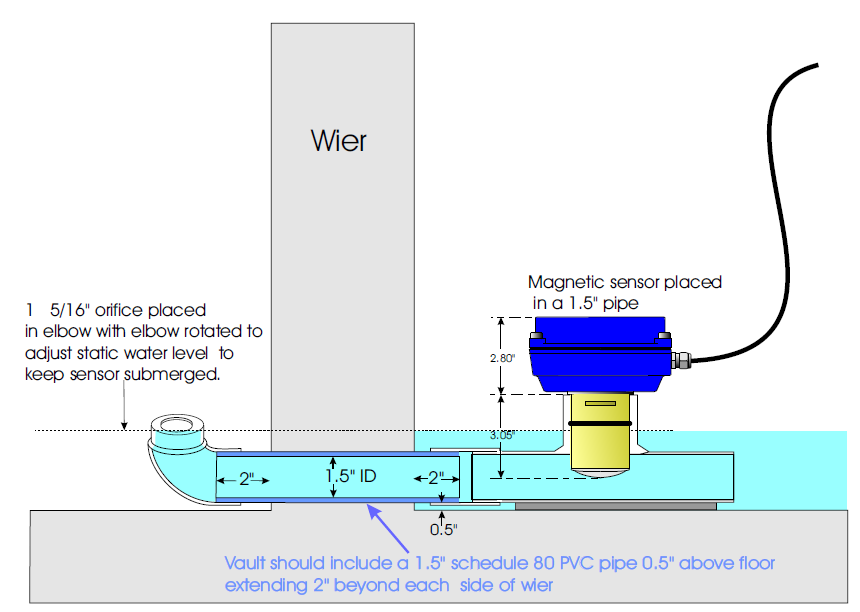 Wier
Magnetic sensor placed
in a 1.5" pipe
1 5/16" orifice placed
in elbow with elbow rotated to
adjust static water level to
keep sensor submerged.
2.80"
3.05"
2"
1.5" ID
2"
0.5"
Vault should include a 1.5" schedule 80 PVC pipe 0.5" above floor
extending 2" beyond each side of wier